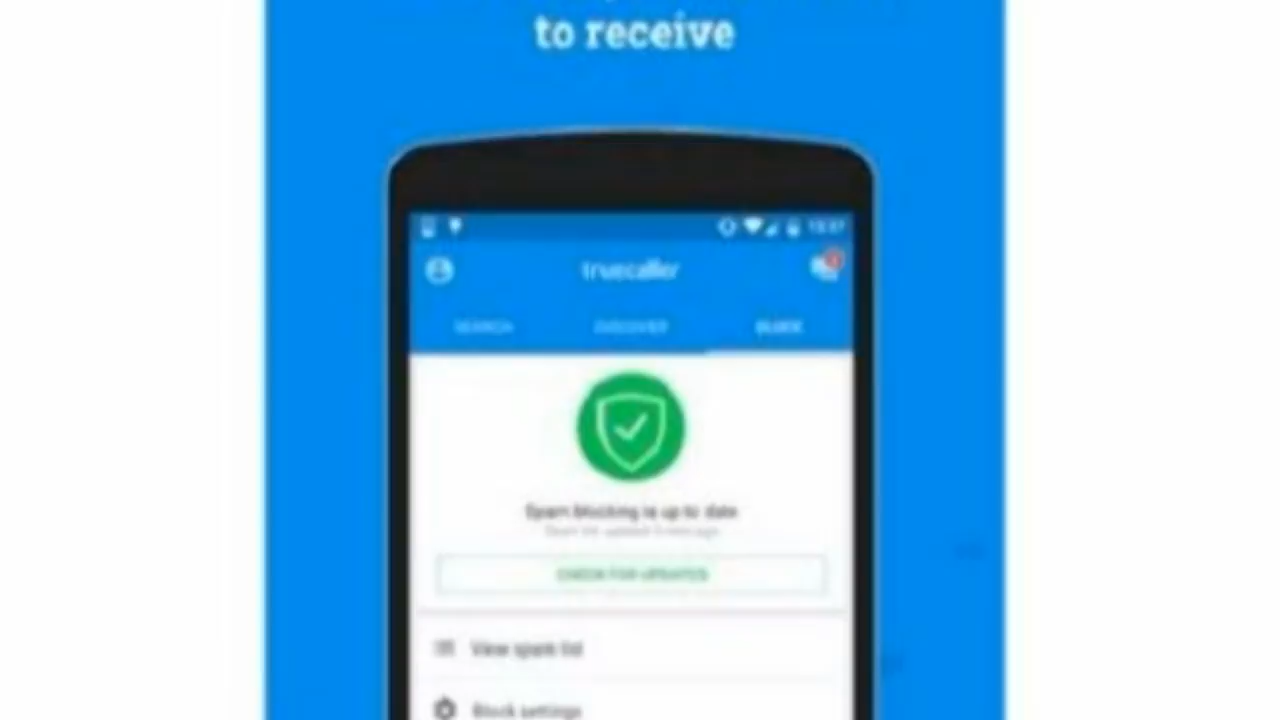 to receive
truecaller
SEARCH DISCOVER GUIDE
Spam blocking is up to date
CHECK FOR UPDATES
View spam list
Block settings